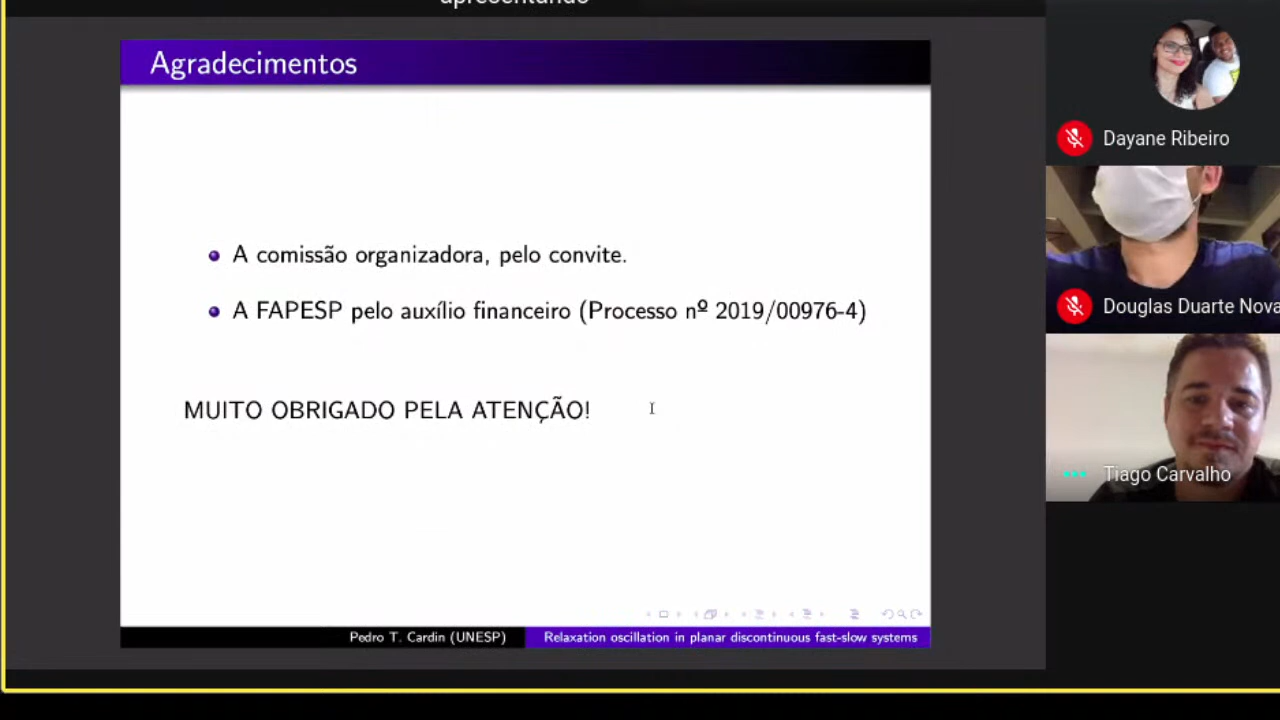 apresentando
Agradecimentos
A comissão organizadora, pelo convite.
A FAPESP pelo auxílio financeiro (Processo nº 2019/00976-4)
MUITO OBRIGADO PELA ATENÇÃO!
Pedro T. Cardin (UNESP)
Relaxation oscillation in planar discontinuous fast-slow systems
Dayane Ribeiro
Douglas Duarte Nova
Tiago Carvalho